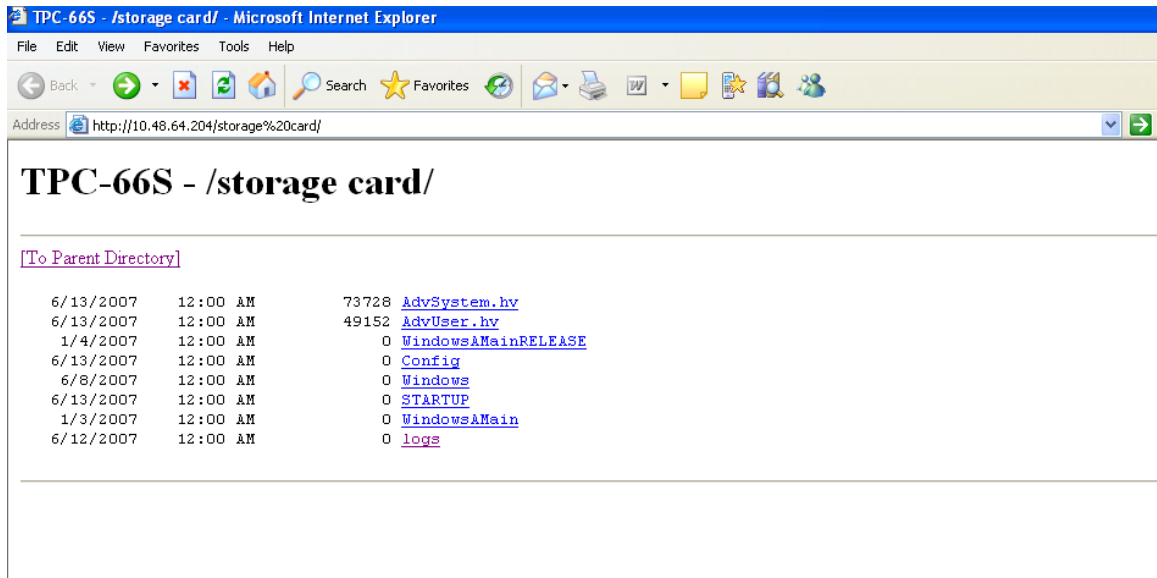 TPC-66S - /storage card/ - Microsoft Internet Explorer
File Edit View Favorites Tools Help
Back Search Favorites W
Address http://10.48.64.204/storage%20card/
TPC-66S - /storage card/
[To Parent Directory]
6/13/2007 12:00 AM 73728 AdvSystem.hv
6/13/2007 12:00 AM 49152 AdvUser.hv
1/4/2007 12:00 AM 0 WindowsAMainRELEASE
6/13/2007 12:00 AM 0 Config
6/8/2007 12:00 AM 0 Windows
6/13/2007 12:00 AM 0 STARTUP
1/3/2007 12:00 AM 0 WindowsAMain
6/12/2007 12:00 AM 0 logs